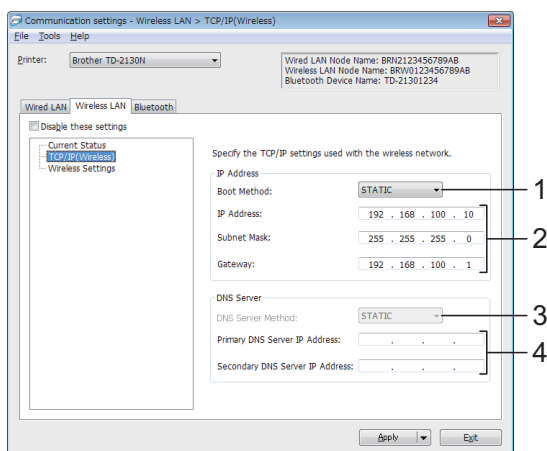 Communication settings - Wireless LAN > TCP/IP(Wireless)
File Tools Help
Printer: Brother TD-2130N
Wired LAN Node Name: BRN2123456789AB
Wireless LAN Node Name: BRW0123456789AB
Bluetooth Device Name: TD-21301234
Wired LAN Wireless LAN Bluetooth
Disable these settings
Current Status
TCP/IP(Wireless)
Wireless Settings
Specify the TCP/IP settings used with the wireless network.
IP Address
Boot Method: STATIC 1
IP Address: 192 . 168 . 100 . 10
Subnet Mask: 255 . 255 . 255 . 0 2
Gateway: 192 . 168 . 100 . 1
DNS Server
DNS Server Method: STATIC 3
Primary DNS Server IP Address: . . .
4
Secondary DNS Server IP Address: . . .
Apply Exit